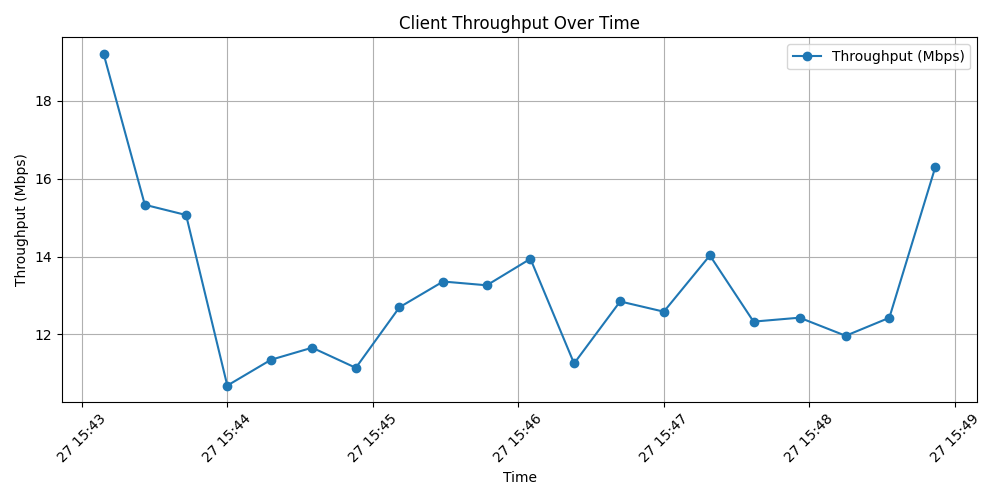 Client Throughput Over Time
Throughput (Mbps)
Throughput (Mbps)
18
16
14
12
27 15:43
27 15:44
27 15:45
27 15:46
27 15:47
27 15:48
27 15:49
Time